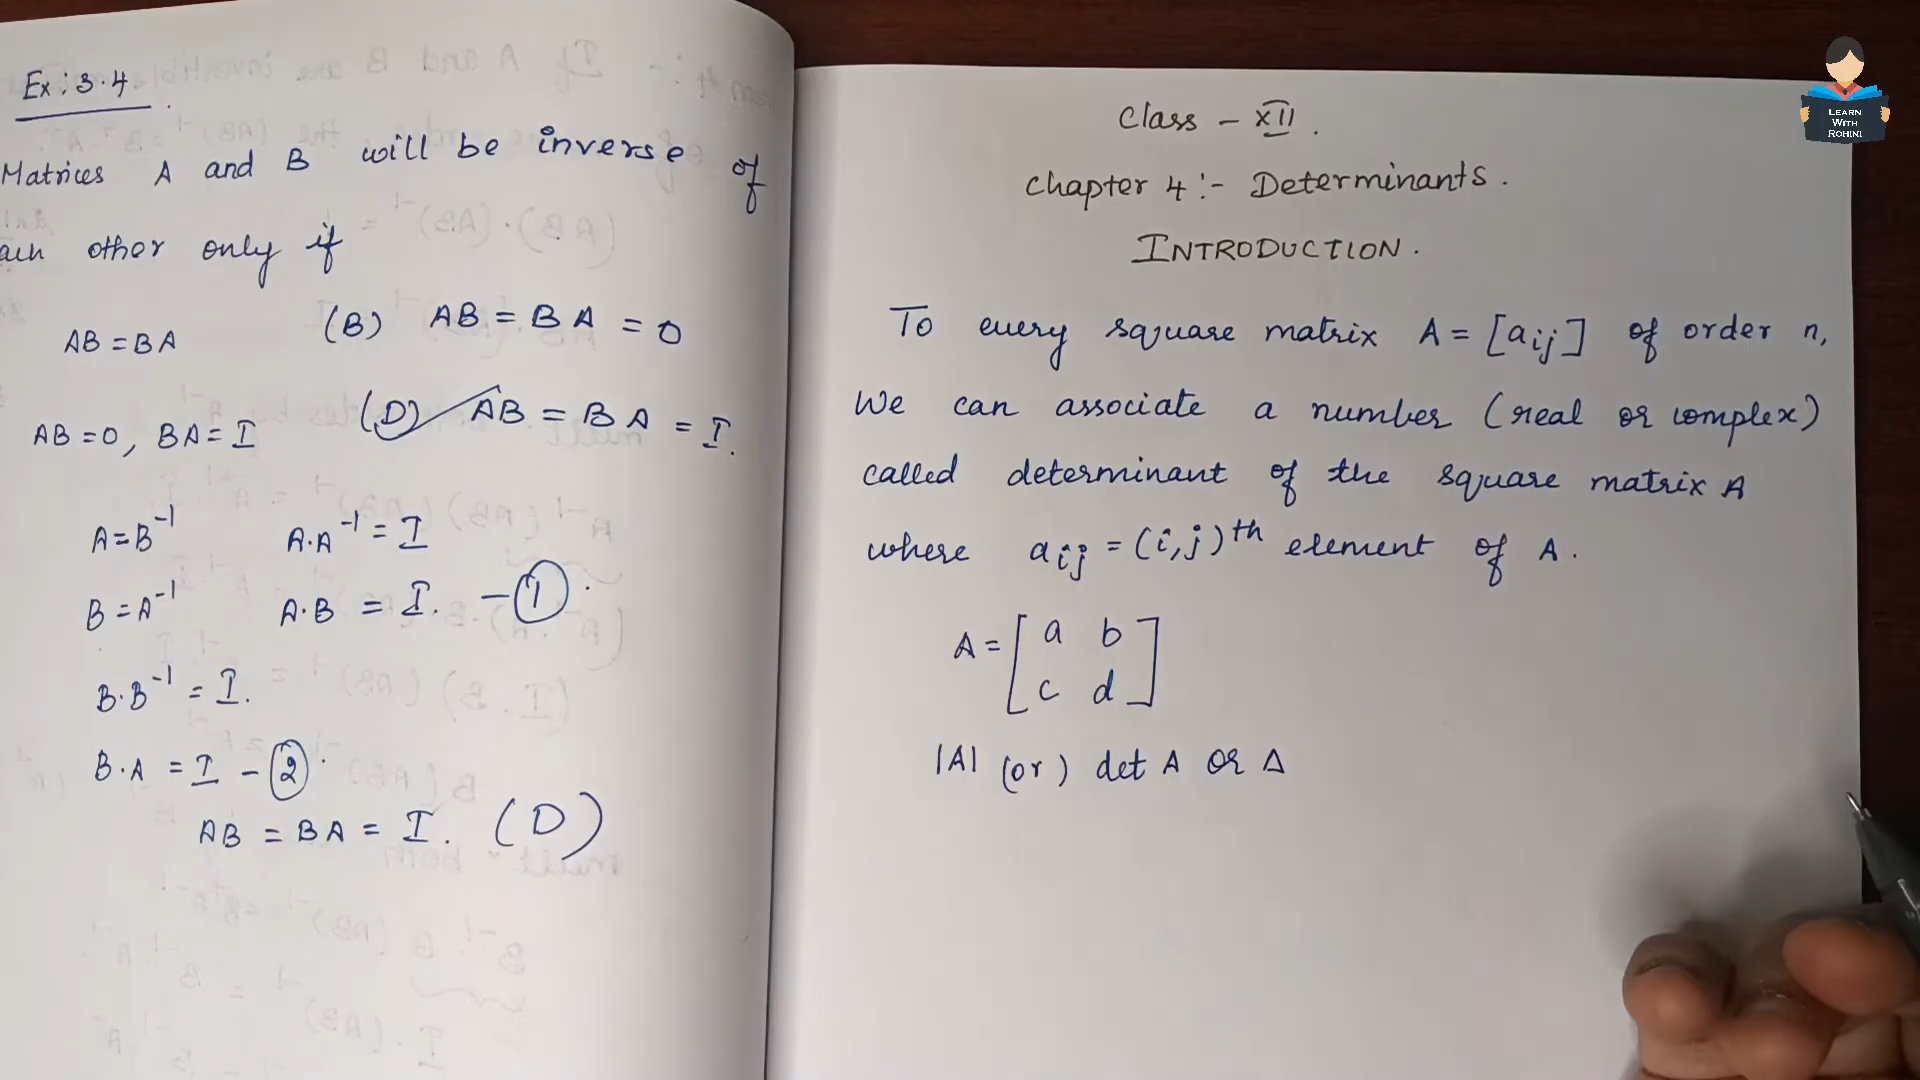 Ex : 3.4
Matrices A and B will be inverse of
other only if
AB = BA
(B) AB = BA = 0
AB = 0, BA = I
(D) AB = BA = I.
A = B⁻¹
A·A⁻¹ = I
B = A⁻¹
A·B = I. - ①
B·B⁻¹ = I.
B·A = I - ②
AB = BA = I. (D)
Class - XII.
Chapter 4 :- Determinants.
INTRODUCTION.
To every square matrix A = [aij] of order n,
We can associate a number (real or complex)
called determinant of the square matrix A
where aij = (i,j)th element of A.
A = [a b
c d]
|A| (or) det A or Δ
LEARN
WITH
ROHINI